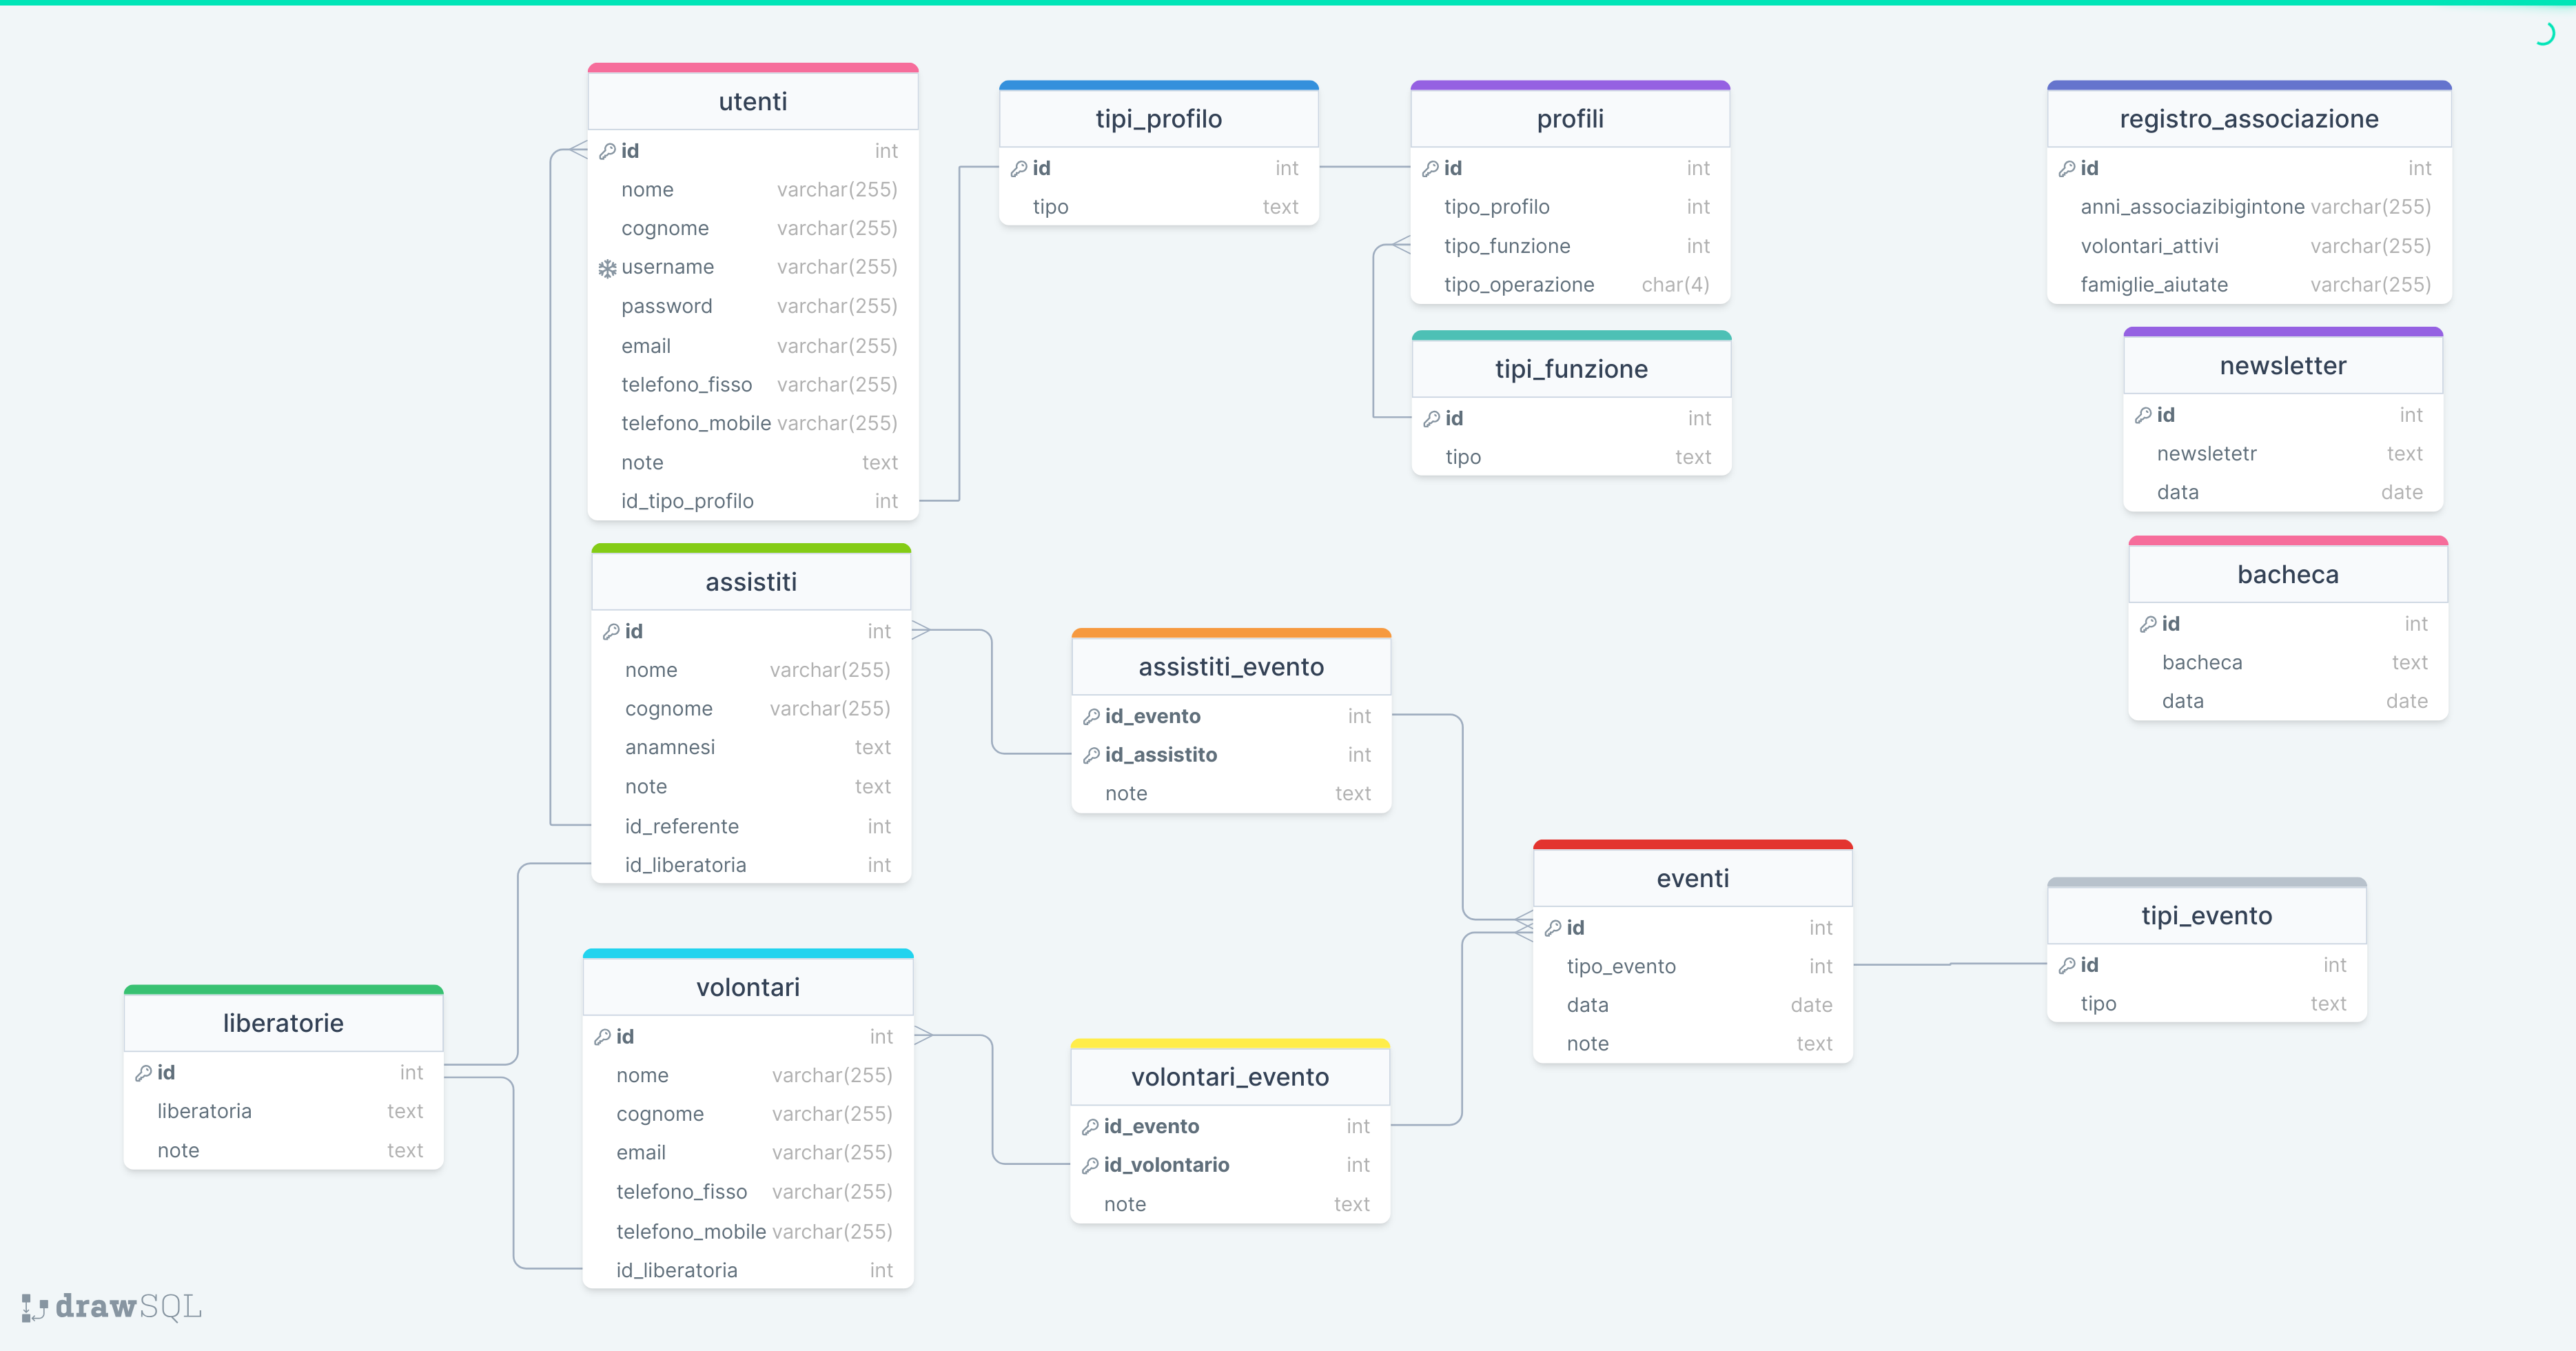 utenti
id int
nome varchar(255)
cognome varchar(255)
username varchar(255)
password varchar(255)
email varchar(255)
telefono_fisso varchar(255)
telefono_mobile varchar(255)
note text
id_tipo_profilo int
tipi_profilo
id int
tipo text
profili
id int
tipo_profilo int
tipo_funzione int
tipo_operazione char(4)
tipi_funzione
id int
tipo text
registro_associazione
id int
anni_associazibigintone varchar(255)
volontari_attivi varchar(255)
famiglie_aiutate varchar(255)
newsletter
id int
newsletetr text
data date
bacheca
id int
bacheca text
data date
assistiti
id int
nome varchar(255)
cognome varchar(255)
anamnesi text
note text
id_referente int
id_liberatoria int
assistiti_evento
id_evento int
id_assistito int
note text
eventi
id int
tipo_evento int
data date
note text
tipi_evento
id int
tipo text
liberatorie
id int
liberatoria text
note text
volontari
id int
nome varchar(255)
cognome varchar(255)
email varchar(255)
telefono_fisso varchar(255)
telefono_mobile varchar(255)
id_liberatoria int
volontari_evento
id_evento int
id_volontario int
note text
drawSQL